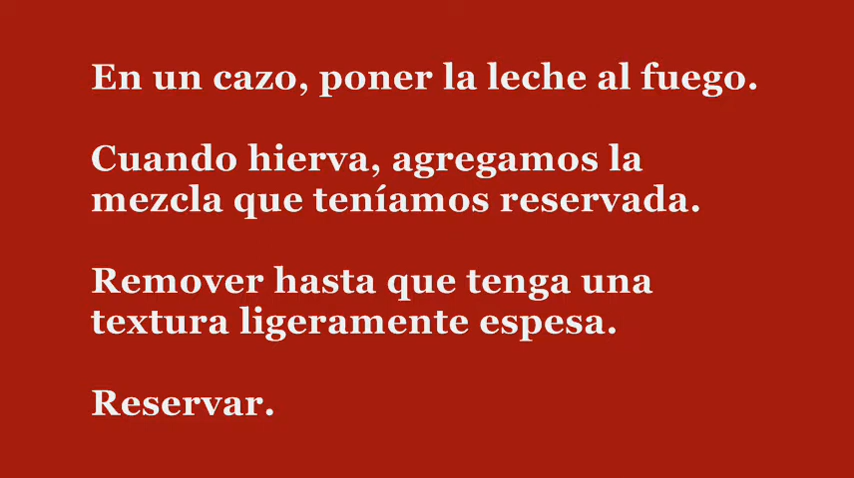 En un cazo, poner la leche al fuego.
Cuando hierva, agregamos la
mezcla que teníamos reservada.
Remover hasta que tenga una
textura ligeramente espesa.
Reservar.